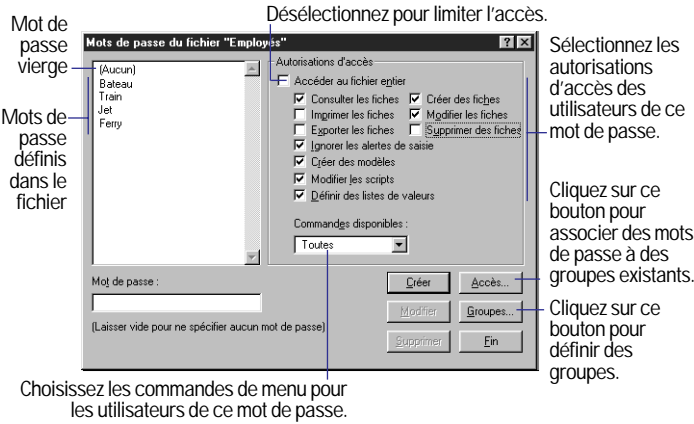 Désélectionnez pour limiter l'accès.
Mot de
passe
vierge
Mots de
passe
définis
dans le
fichier
Mots de passe du fichier "Employés"
(Aucun)
Bateau
Train
Jet
Ferry
Mot de passe :
(Laisser vide pour ne spécifier aucun mot de passe)
Autorisations d'accès
Accéder au fichier entier
Consulter les fiches
Créer des fiches
Imprimer les fiches
Modifier les fiches
Exporter les fiches
Supprimer des fiches
Ignorer les alertes de saisie
Créer des modèles
Modifier les scripts
Définir des listes de valeurs
Commandes disponibles :
Toutes
Créer
Accès...
Modifier
Groupes...
Supprimer
Fin
Sélectionnez les
autorisations
d'accès des
utilisateurs de ce
mot de passe.
Cliquez sur ce
bouton pour
associer des mots
de passe à des
groupes existants.
Cliquez sur ce
bouton pour
définir des
groupes.
Choisissez les commandes de menu pour
les utilisateurs de ce mot de passe.